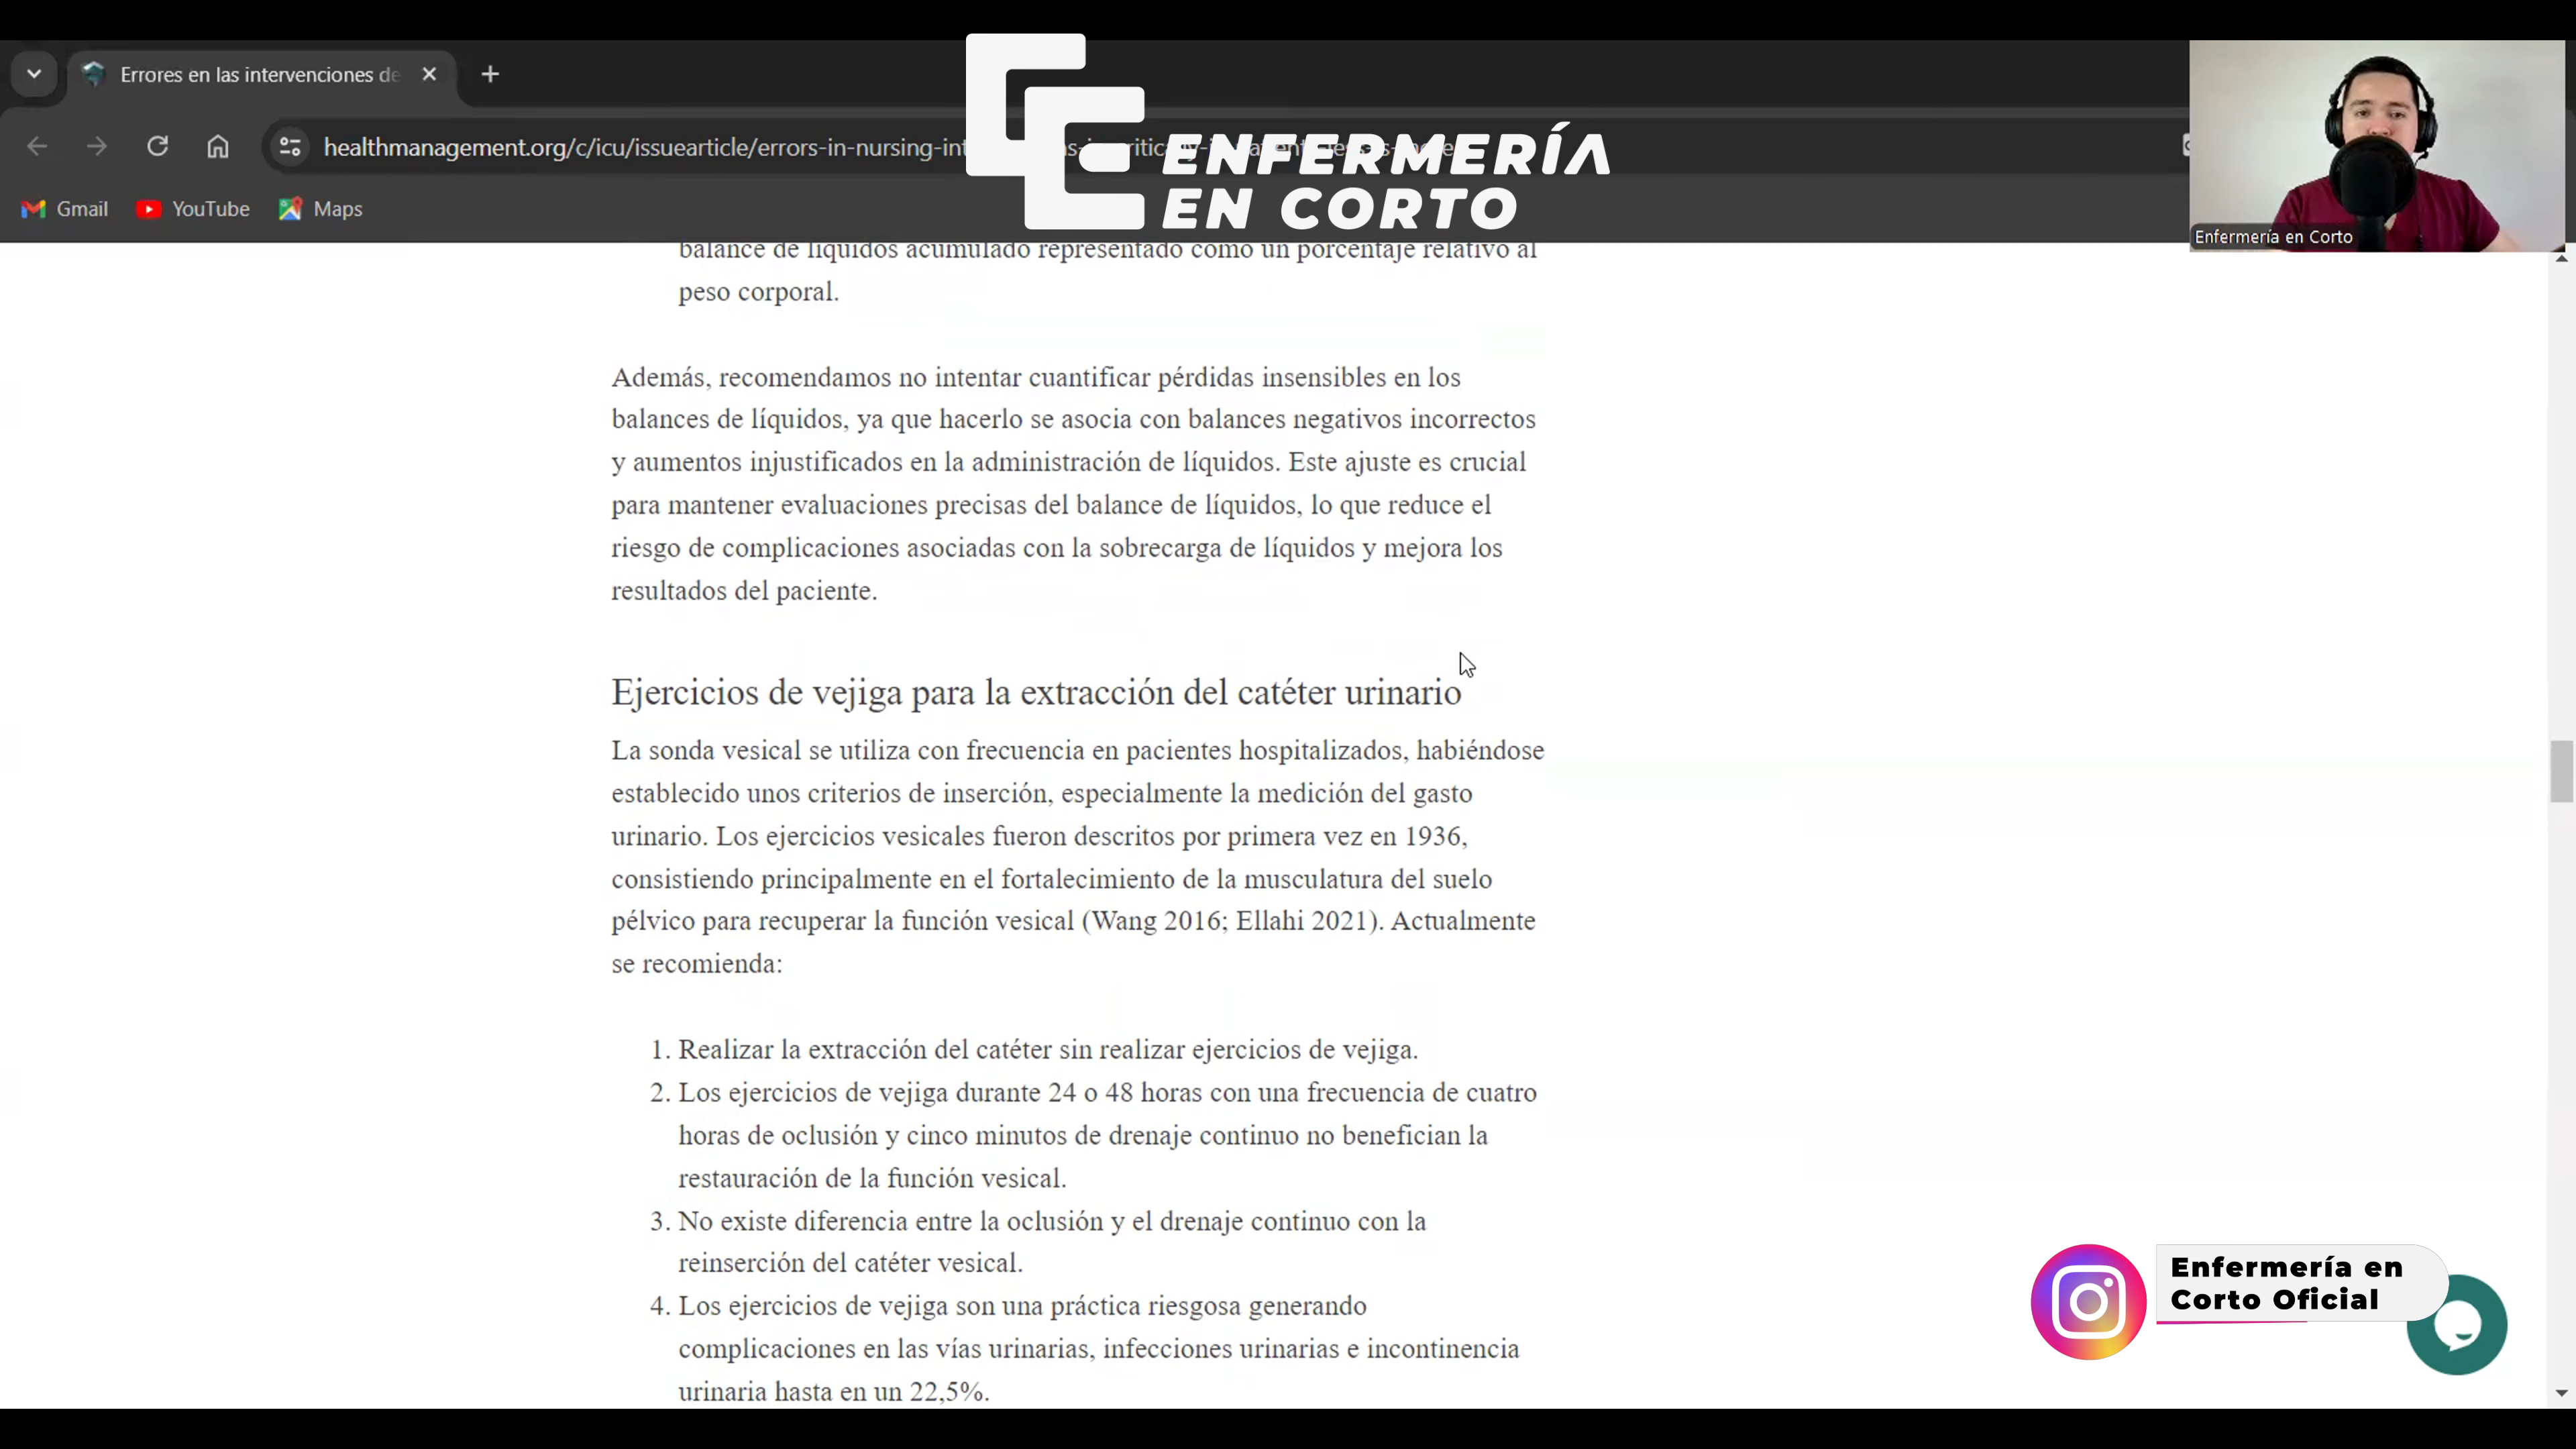 Errores en las intervenciones de
ENFERMERÍA
EN CORTO
healthmanagement.org/c/icu/issuearticle/errors-in-nursing-int
Gmail
YouTube
Maps
Enfermería en Corto
balance de líquidos acumulado representado como un porcentaje relativo al
peso corporal.
Además, recomendamos no intentar cuantificar pérdidas insensibles en los
balances de líquidos, ya que hacerlo se asocia con balances negativos incorrectos
y aumentos injustificados en la administración de líquidos. Este ajuste es crucial
para mantener evaluaciones precisas del balance de líquidos, lo que reduce el
riesgo de complicaciones asociadas con la sobrecarga de líquidos y mejora los
resultados del paciente.
Ejercicios de vejiga para la extracción del catéter urinario
La sonda vesical se utiliza con frecuencia en pacientes hospitalizados, habiéndose
establecido unos criterios de inserción, especialmente la medición del gasto
urinario. Los ejercicios vesicales fueron descritos por primera vez en 1936,
consistiendo principalmente en el fortalecimiento de la musculatura del suelo
pélvico para recuperar la función vesical (Wang 2016; Ellahi 2021). Actualmente
se recomienda:
1. Realizar la extracción del catéter sin realizar ejercicios de vejiga.
2. Los ejercicios de vejiga durante 24 o 48 horas con una frecuencia de cuatro
horas de oclusión y cinco minutos de drenaje continuo no benefician la
restauración de la función vesical.
3. No existe diferencia entre la oclusión y el drenaje continuo con la
reinserción del catéter vesical.
4. Los ejercicios de vejiga son una práctica riesgosa generando
complicaciones en las vías urinarias, infecciones urinarias e incontinencia
urinaria hasta en un 22,5%.
Enfermería en
Corto Oficial